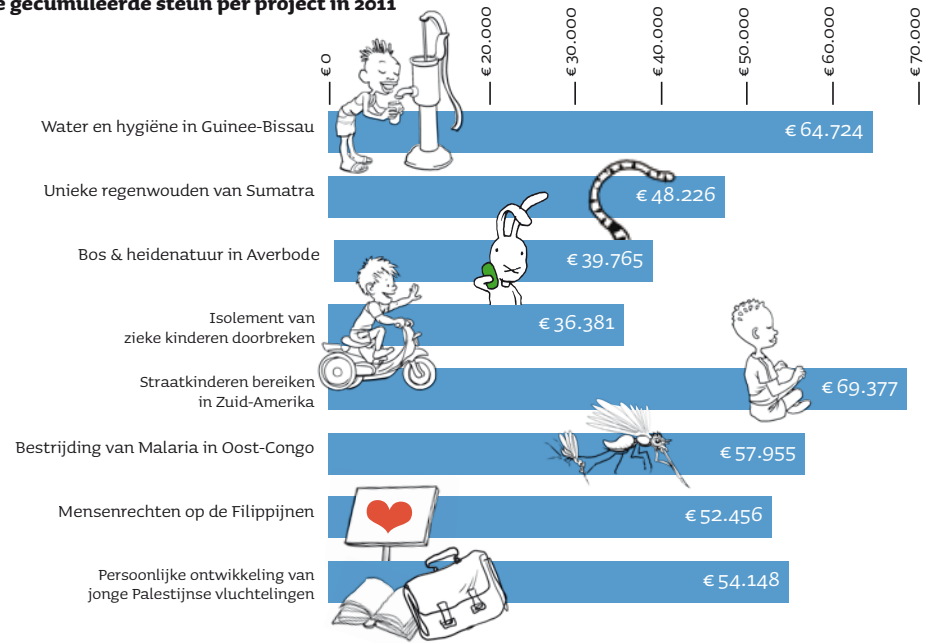 e gecumuleerde steun per project in 2011
€ 0
€ 20.000
€ 30.000
€ 40.000
€ 50.000
€ 60.000
€ 70.000
Water en hygiëne in Guinee-Bissau
€ 64.724
Unieke regenwouden van Sumatra
€ 48.226
Bos & heidenatuur in Averbode
€ 39.765
Isolement van
zieke kinderen doorbreken
€ 36.381
Straatkinderen bereiken
in Zuid-Amerika
€ 69.377
Bestrijding van Malaria in Oost-Congo
€ 57.955
Mensenrechten op de Filippijnen
€ 52.456
Persoonlijke ontwikkeling van
jonge Palestijnse vluchtelingen
€ 54.148